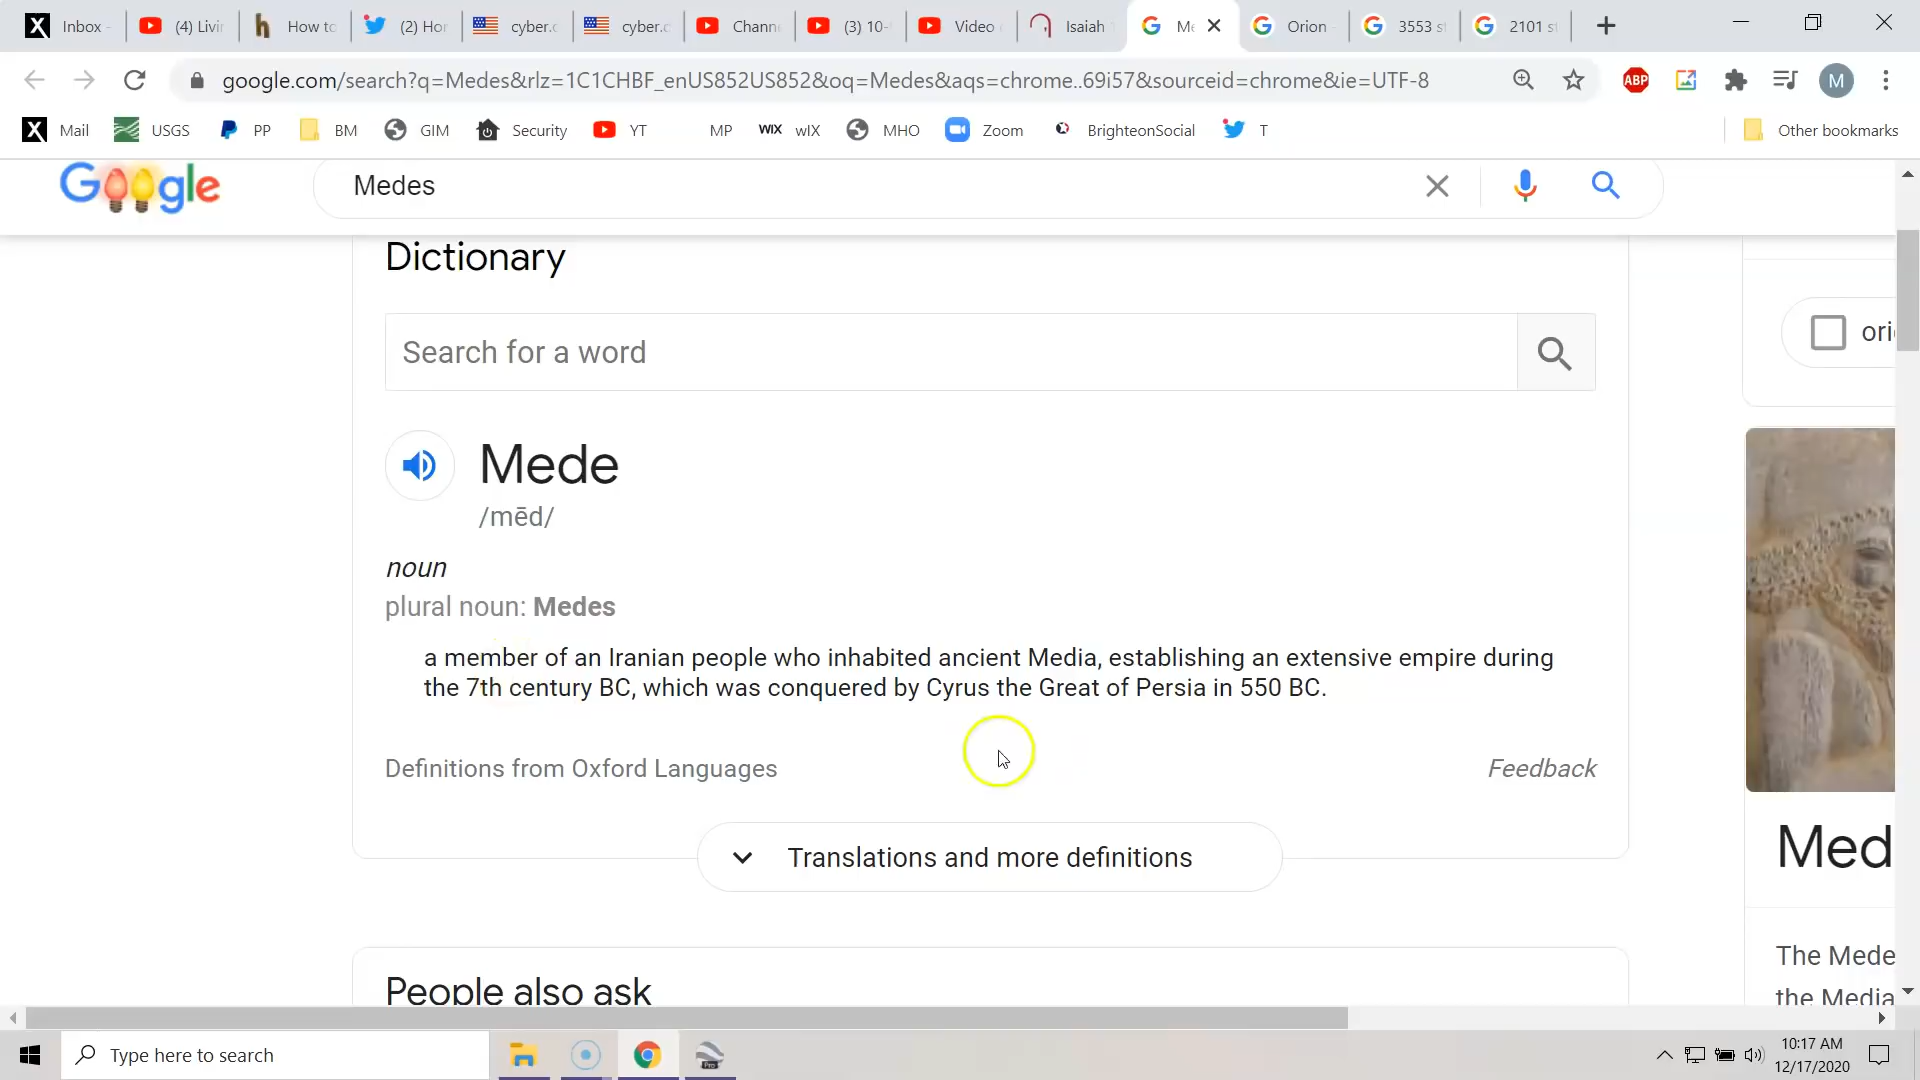 Inbox
(4) Livi
How to
(2) Hor
cyber.c
cyber.c
Chann
(3) 10-
Video
Isaiah
Me
Orion
3553 st
2101 st
google.com/search?q=Medes&rlz=1C1CHBF_enUS852US852&oq=Medes&aqs=chrome..69i57&sourceid=chrome&ie=UTF-8
ABP
M
Mail
USGS
PP
BM
GIM
Security
YT
MP
WIX wIX
MHO
Zoom
BrighteonSocial
T
Other bookmarks
Google
Medes
Dictionary
Search for a word
ori
Mede
/mēd/
noun
plural noun: Medes
a member of an Iranian people who inhabited ancient Media, establishing an extensive empire during
the 7th century BC, which was conquered by Cyrus the Great of Persia in 550 BC.
Definitions from Oxford Languages
Feedback
Translations and more definitions
Med
The Mede
the Media
People also ask
Type here to search
10:17 AM
12/17/2020